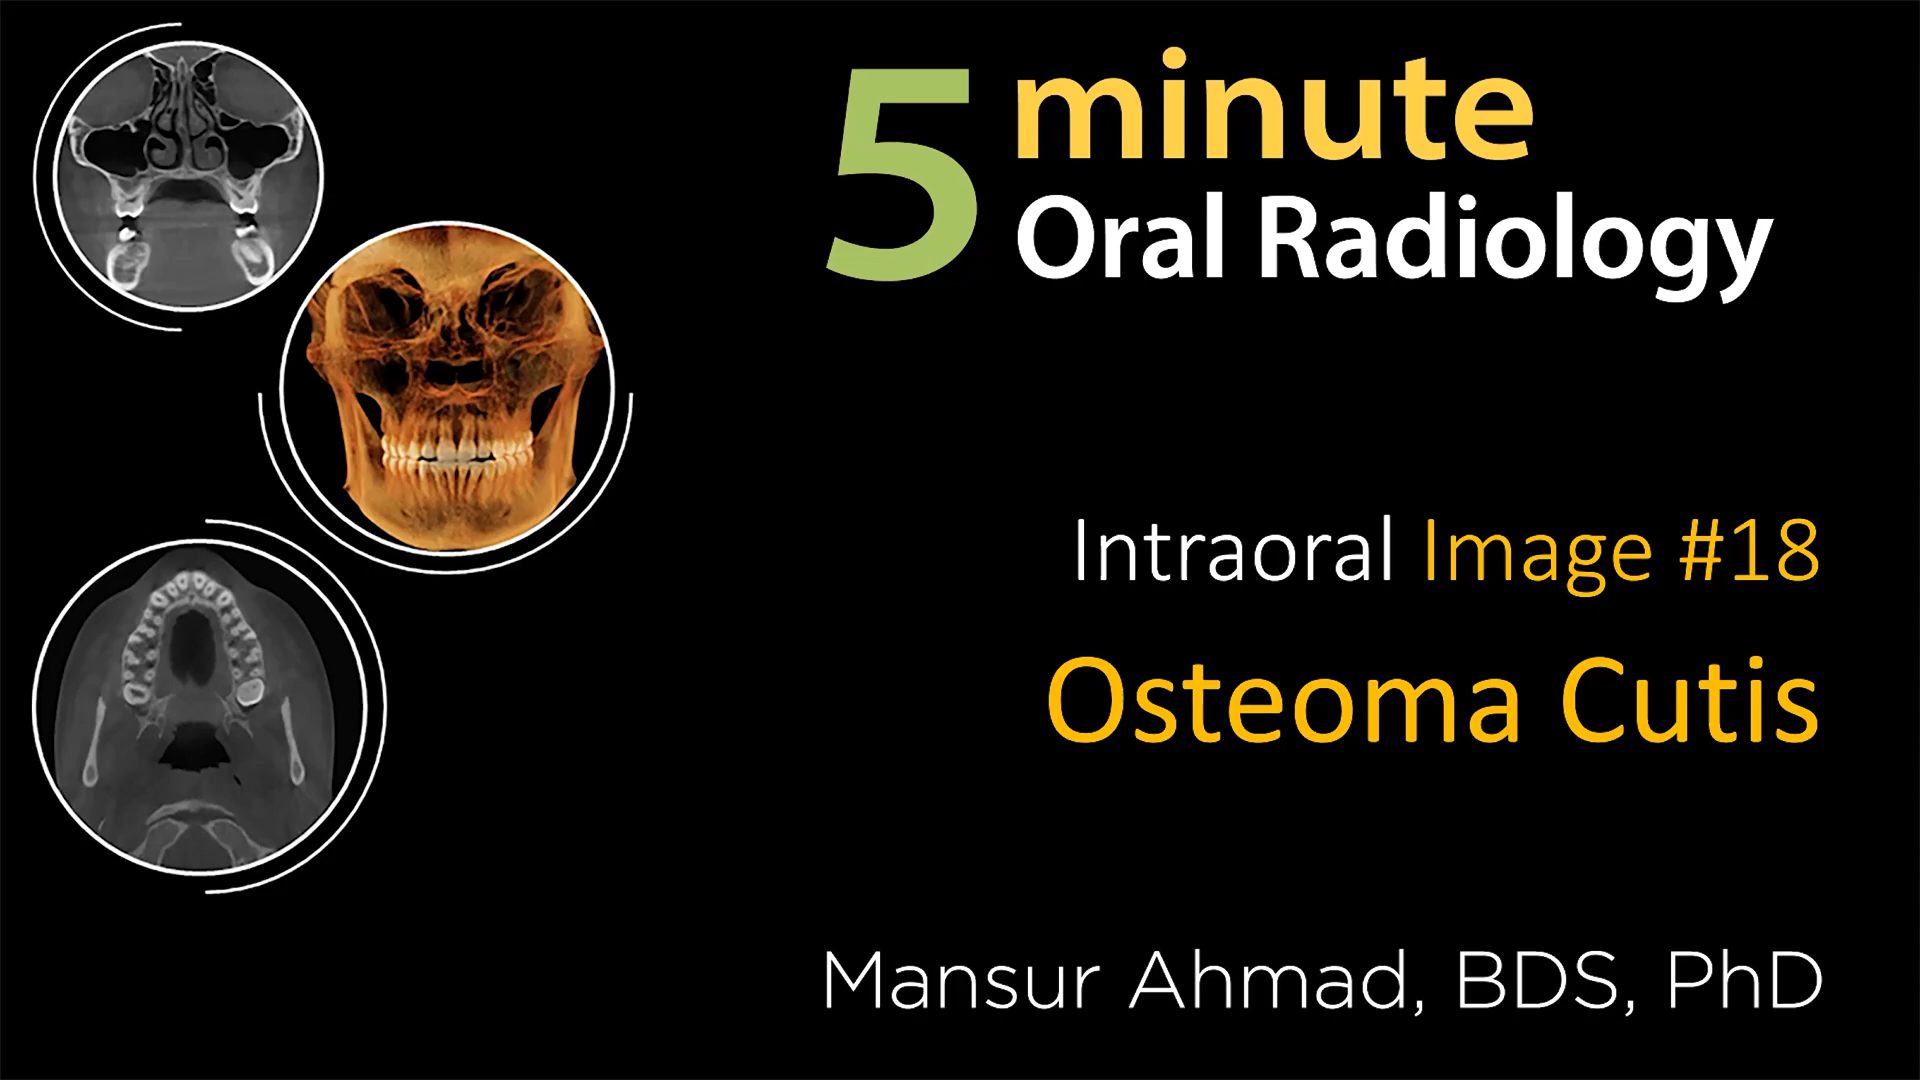 5 minute
Oral Radiology
Intraoral Image #18
Osteoma Cutis
Mansur Ahmad, BDS, PhD